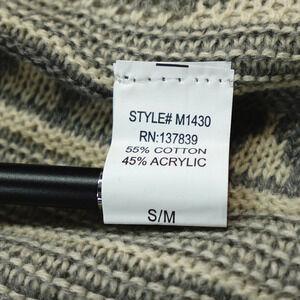 STYLE# M1430
RN:137839
55% COTTON
45% ACRYLIC
S/M